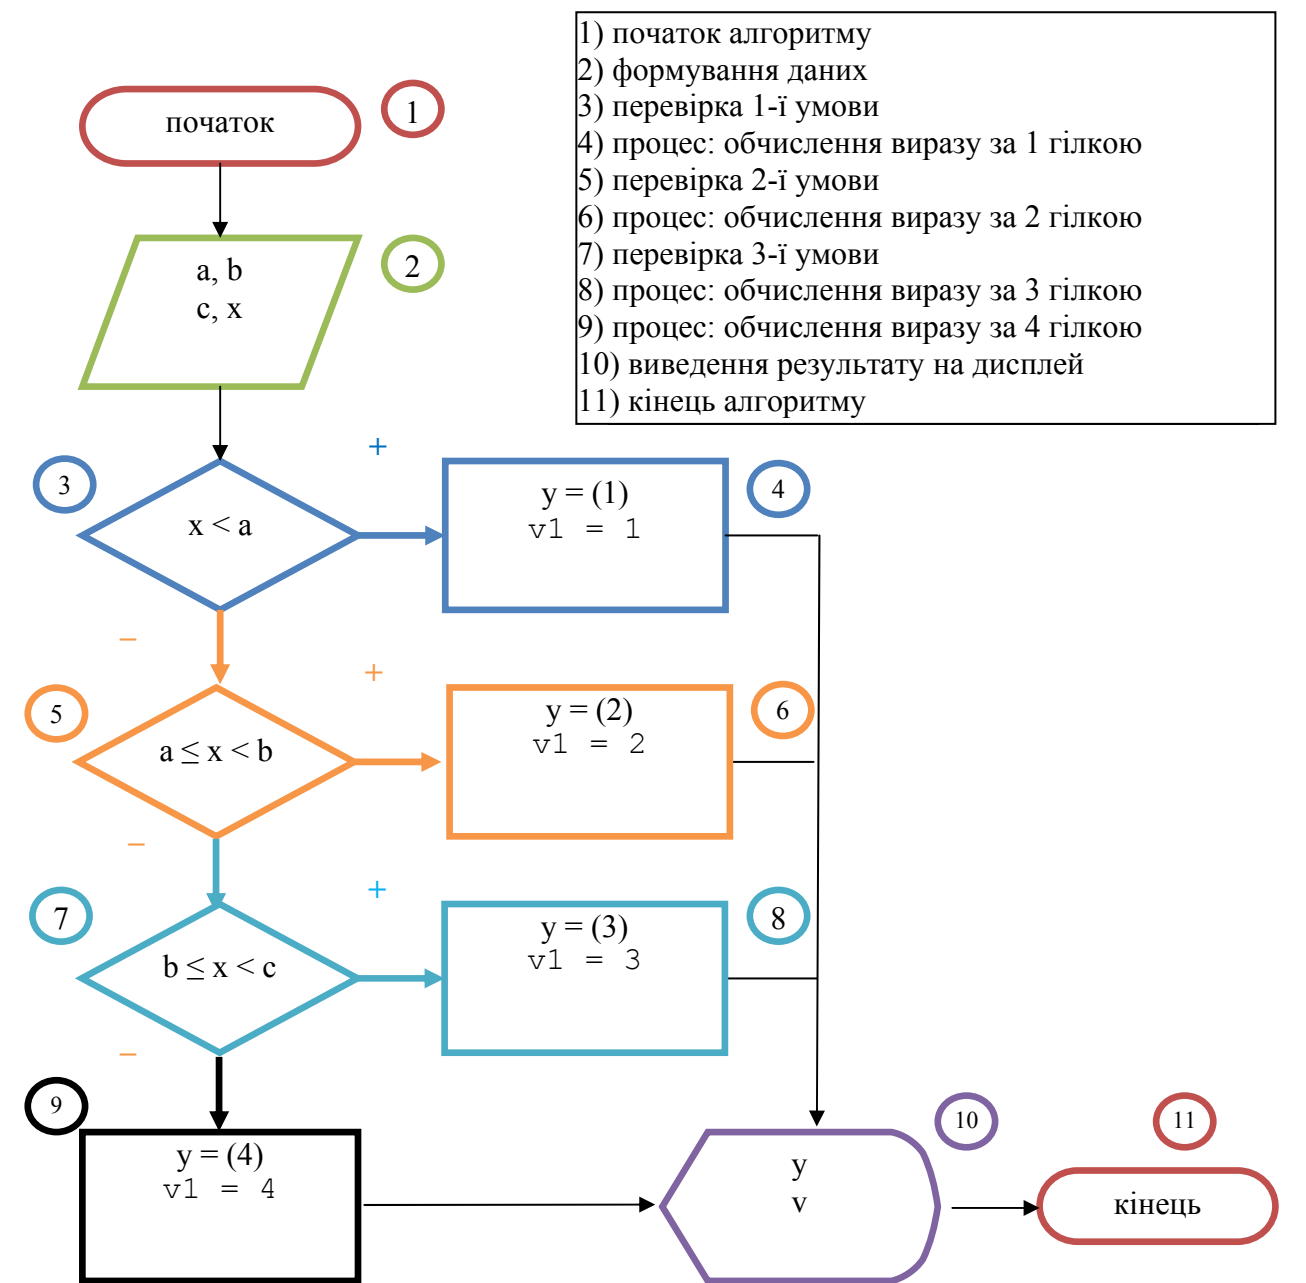 1) початок алгоритму
2) формування даних
3) перевірка 1-ї умови
4) процес: обчислення виразу за 1 гілкою
5) перевірка 2-ї умови
6) процес: обчислення виразу за 2 гілкою
7) перевірка 3-ї умови
8) процес: обчислення виразу за 3 гілкою
9) процес: обчислення виразу за 4 гілкою
10) виведення результату на дисплей
11) кінець алгоритму
початок
1
a, b
c, x
2
3
x < a
+
y = (1)
v1 = 1
4
–
5
a ≤ x < b
+
y = (2)
v1 = 2
6
–
7
b ≤ x < c
+
y = (3)
v1 = 3
8
–
9
y = (4)
v1 = 4
y
v
10
11
кінець